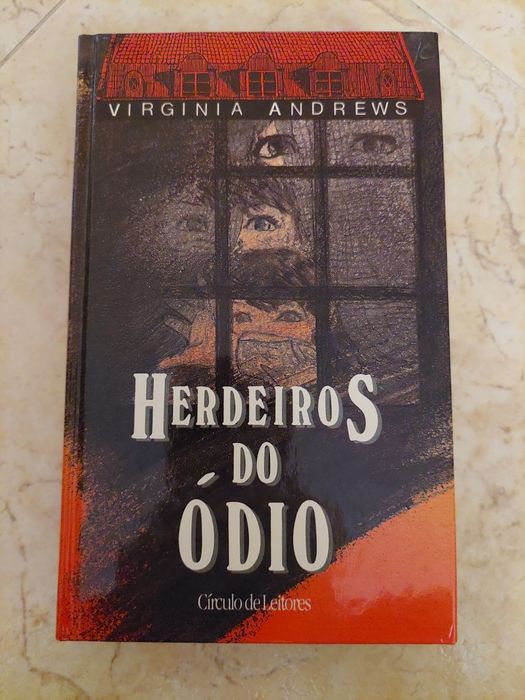 VIRGINIA ANDREWS
HERDEIROS
DO
ÓDIO
Círculo de Leitores